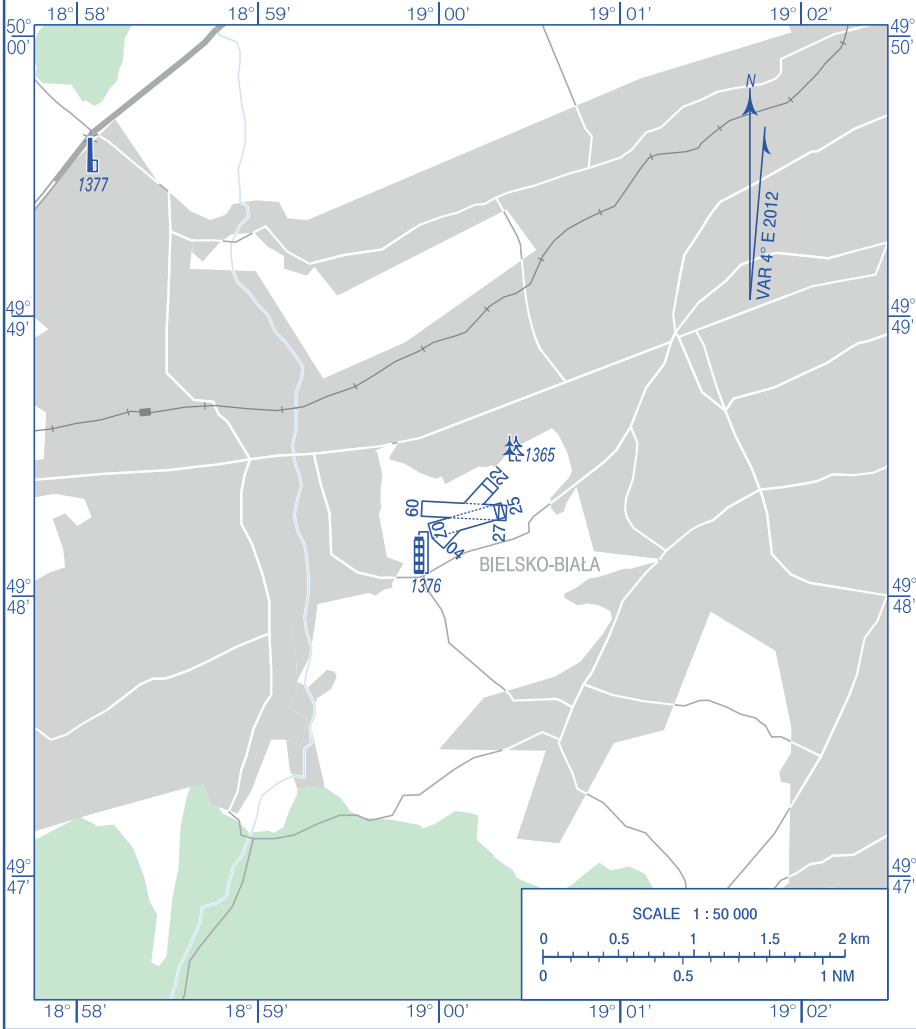 18° 58' 18° 59' 19° 00' 19° 01' 19° 02'
50° 00'
49° 50'
N
VAR 4° E 2012
1377
49° 49'
49° 49'
1365
22
09
25
07
27
04
BIELSKO-BIAŁA
1376
49° 48'
49° 48'
49° 47'
49° 47'
SCALE 1 : 50 000
0 0.5 1 1.5 2 km
0 0.5 1 NM
18° 58' 18° 59' 19° 00' 19° 01' 19° 02'